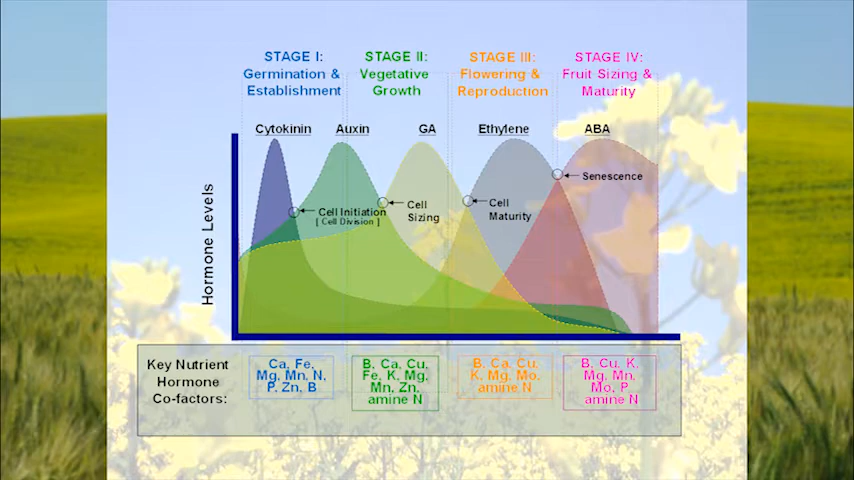 STAGE I:
Germination &
Establishment
STAGE II:
Vegetative
Growth
STAGE III:
Flowering &
Reproduction
STAGE IV:
Fruit Sizing &
Maturity
Cytokinin
Auxin
GA
Ethylene
ABA
Hormone Levels
Cell Initiation
[ Cell Division ]
Cell
Sizing
Cell
Maturity
Senescence
Key Nutrient
Hormone
Co-factors:
Ca, Fe,
Mg, Mn, N,
P, Zn, B
B, Ca, Cu,
Fe, K, Mg,
Mn, Zn,
amine N
B, Ca, Cu,
K, Mg, Mo,
amine N
B, Cu, K,
Mg, Mn,
Mo, P
amine N